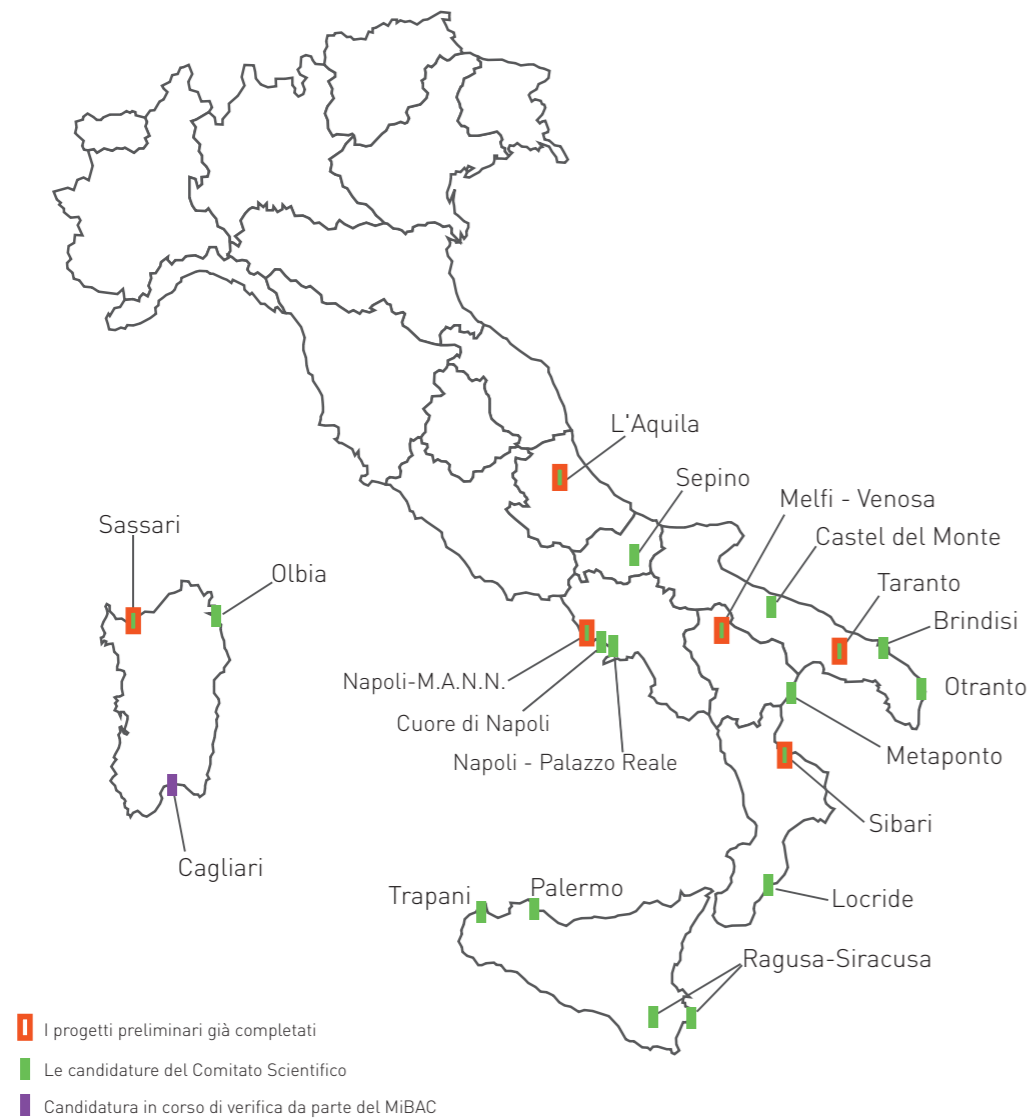 L'Aquila
Sepino
Melfi - Venosa
Sassari
Castel del Monte
Taranto
Olbia
Brindisi
Napoli-M.A.N.N.
Otranto
Cuore di Napoli
Metaponto
Napoli - Palazzo Reale
Sibari
Cagliari
Trapani
Palermo
Locride
Ragusa-Siracusa
I progetti preliminari già completati
Le candidature del Comitato Scientifico
Candidatura in corso di verifica da parte del MiBAC